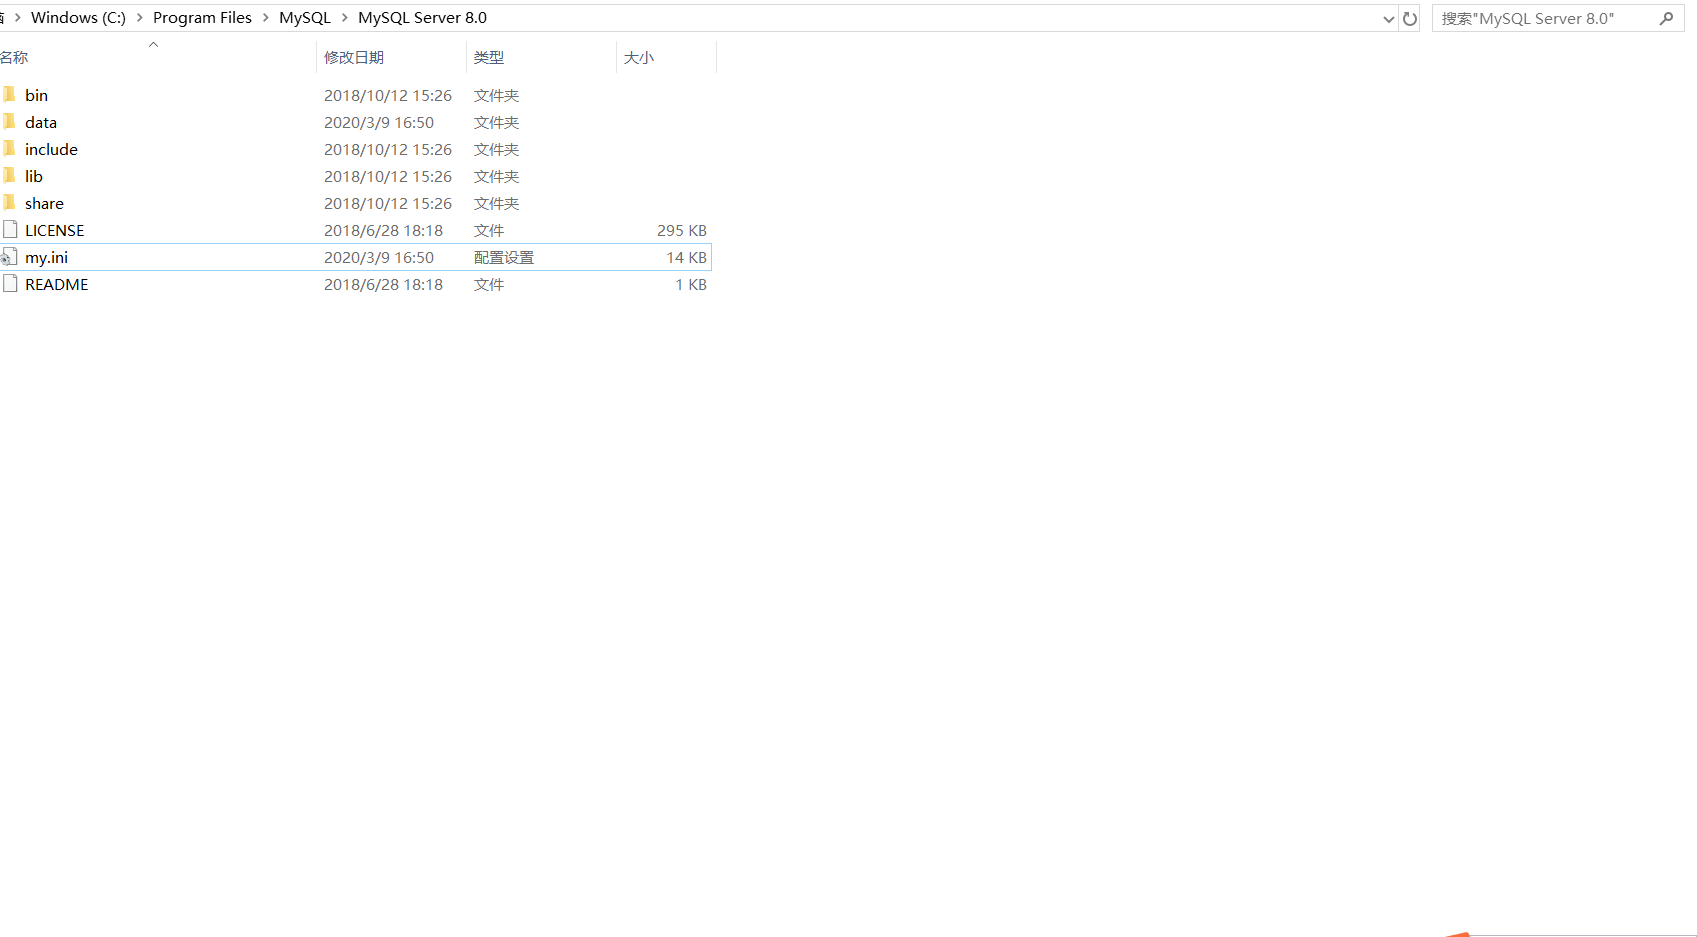 Windows (C:) Program Files MySQL MySQL Server 8.0 搜索"MySQL Server 8.0"
名称 修改日期 类型 大小
bin 2018/10/12 15:26 文件夹
data 2020/3/9 16:50 文件夹
include 2018/10/12 15:26 文件夹
lib 2018/10/12 15:26 文件夹
share 2018/10/12 15:26 文件夹
LICENSE 2018/6/28 18:18 文件 295 KB
my.ini 2020/3/9 16:50 配置设置 14 KB
README 2018/6/28 18:18 文件 1 KB